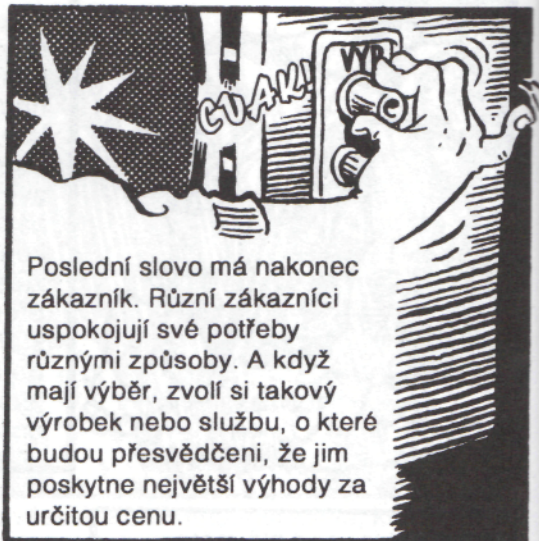 CVAK!
VYP
Poslední slovo má nakonec
zákazník. Různí zákazníci
uspokojují své potřeby
různými způsoby. A když
mají výběr, zvolí si takový
výrobek nebo službu, o které
budou přesvědčeni, že jim
poskytne největší výhody za
určitou cenu.